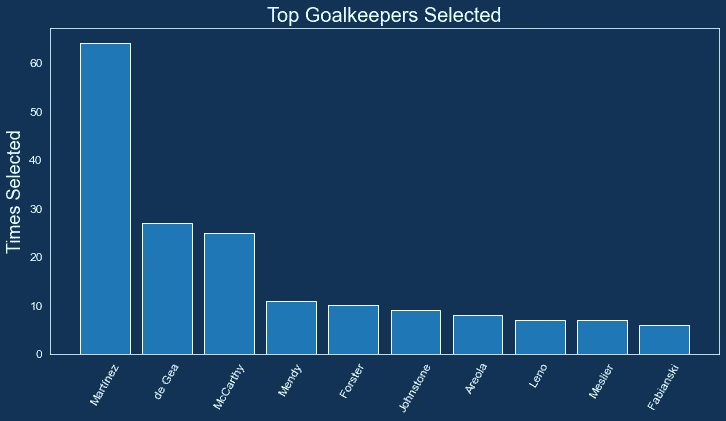 Top Goalkeepers Selected
Times Selected
60
50
40
30
20
10
0
Martínez
de Gea
McCarthy
Mendy
Forster
Johnstone
Areola
Leno
Meslier
Fabianski